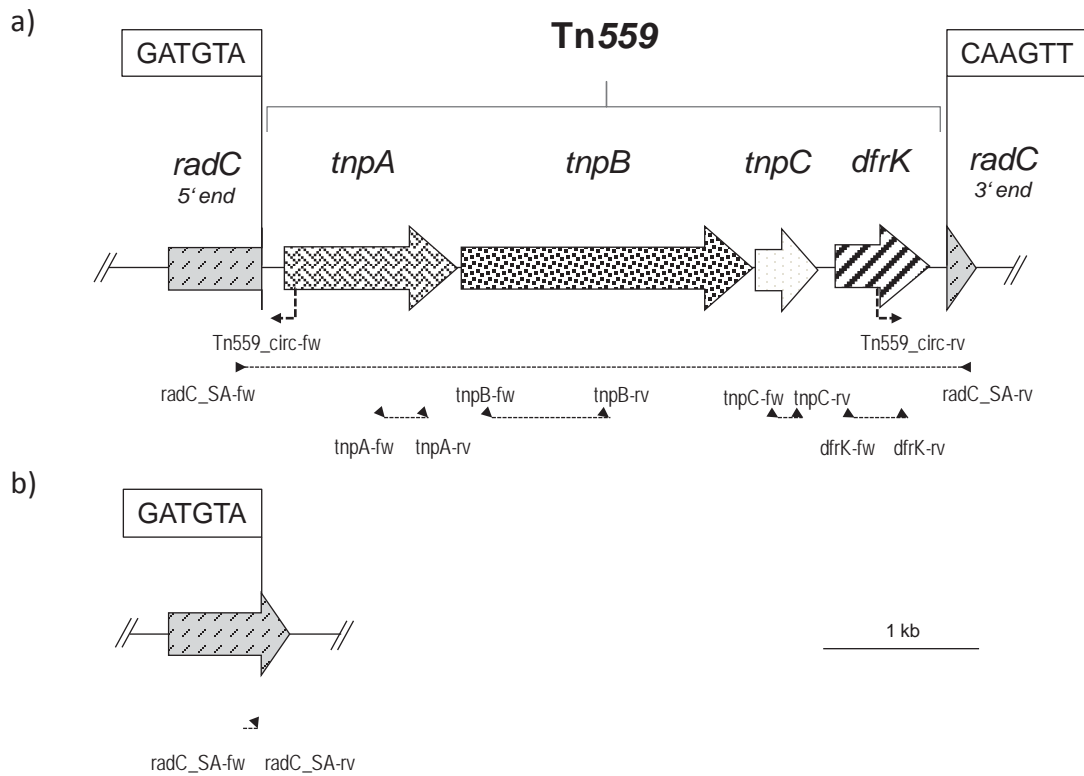 a)
Tn559
GATGTA
CAAGTT
radC
5' end
tnpA
tnpB
tnpC
dfrK
radC
3' end
Tn559_circ-fw
Tn559_circ-rv
radC_SA-fw
radC_SA-rv
tnpB-fw
tnpB-rv
tnpC-fw
tnpC-rv
tnpA-fw
tnpA-rv
dfrK-fw
dfrK-rv
b)
GATGTA
1 kb
radC_SA-fw
radC_SA-rv